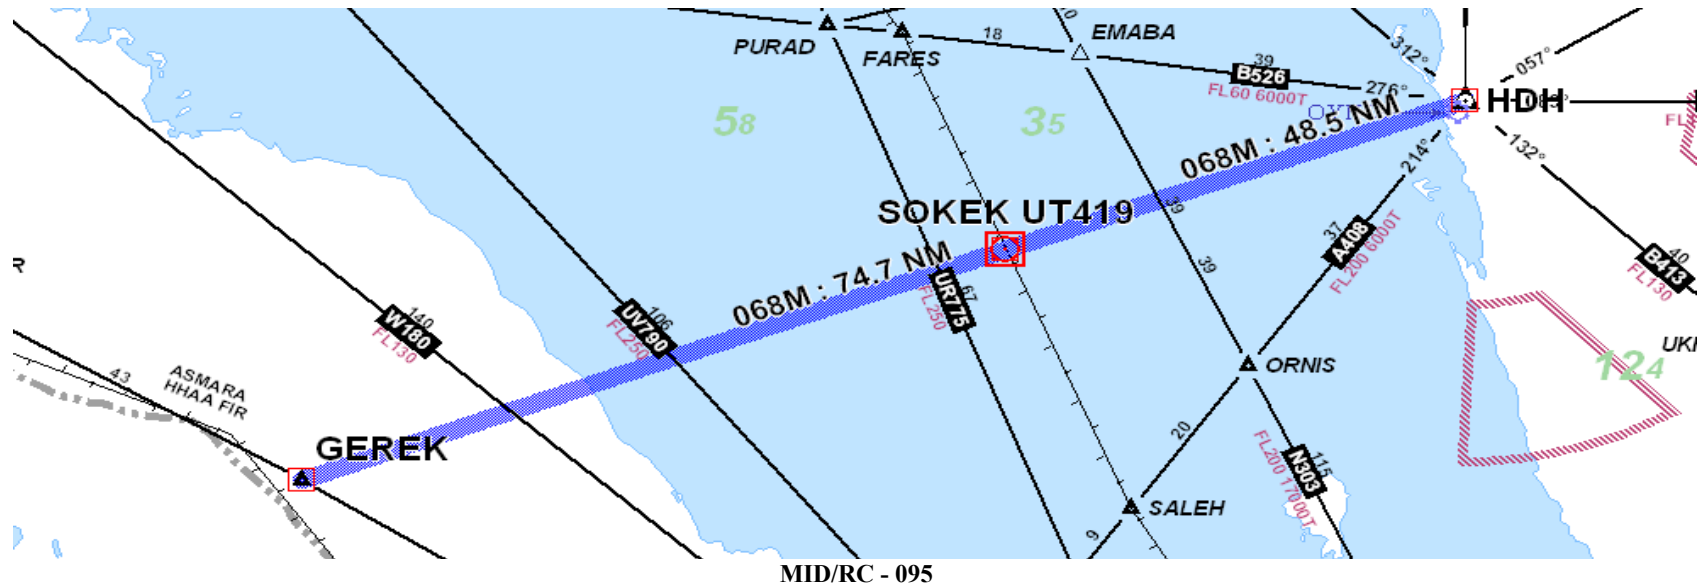 PURAD
FARES
18
EMABA
39
B526
FL60 6000T
276°
312°
057°
HDH
132°
214°
58
35
068M : 48.5 NM
SOKEK UT419
39
068M : 74.7 NM
UR775
67
FL250
39
37
A408
FL200 6000T
40
B413
FL130
R
140
W180
FL130
106
UV790
FL250
43
ASMARA
HHAA FIR
GEREK
ORNIS
124
20
SALEH
9
115
N303
FL200 17000T
MID/RC - 095